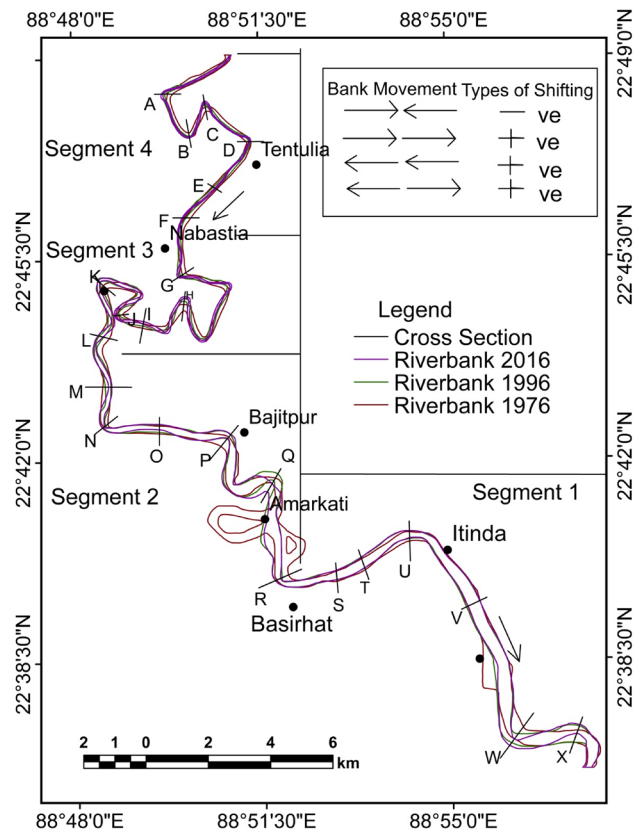 88°48'0"E 88°51'30"E 88°55'0"E
22°49'0"N
Bank Movement Types of Shifting
— ve
+ ve
+ ve
+ ve
A
B
C
D
Tentulia
Segment 4
E
F
Nabastia
Segment 3
22°45'30"N 22°45'30"N
G
K
H
J
I
L
Legend
Cross Section
Riverbank 2016
Riverbank 1996
Riverbank 1976
M
N
O
Bajitpur
P
Q
22°42'0"N 22°42'0"N
Segment 2
Segment 1
Amarkati
Itinda
R
S
T
U
V
Basirhat
22°38'30"N 22°38'30"N
W
X
2 1 0 2 4 6
km
88°48'0"E 88°51'30"E 88°55'0"E